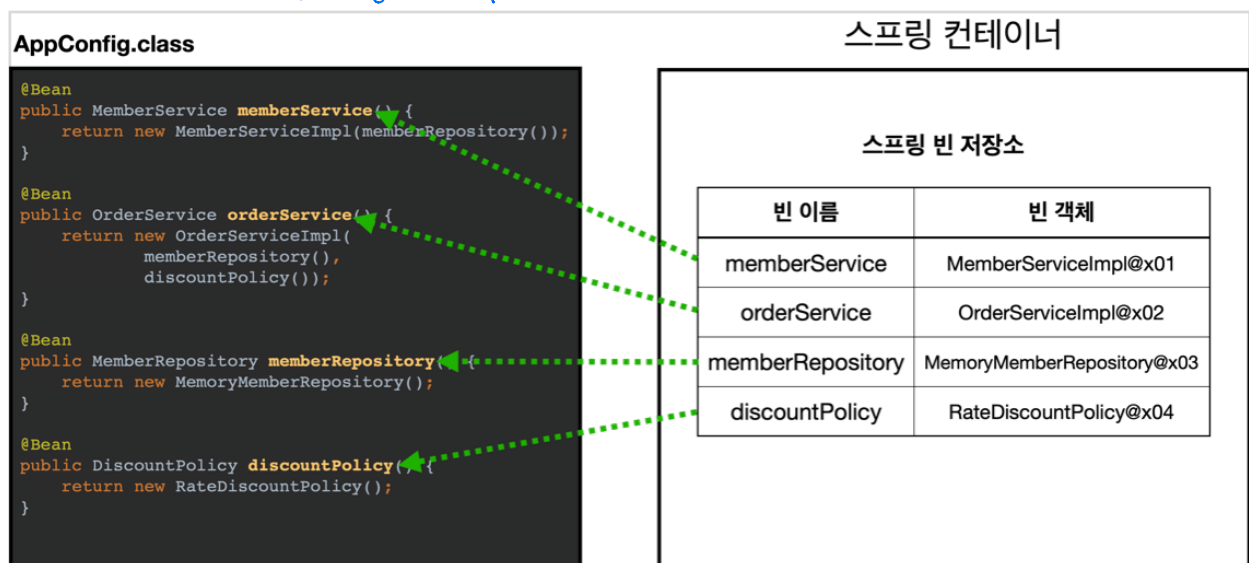 AppConfig.class
@Bean
public MemberService memberService() {
    return new MemberServiceImpl(memberRepository());
}
@Bean
public OrderService orderService() {
    return new OrderServiceImpl(
            memberRepository(),
            discountPolicy());
}
@Bean
public MemberRepository memberRepository() {
    return new MemoryMemberRepository();
}
@Bean
public DiscountPolicy discountPolicy() {
    return new RateDiscountPolicy();
}
스프링 컨테이너
스프링 빈 저장소
빈 이름 빈 객체
memberService MemberServiceImpl@x01
orderService OrderServiceImpl@x02
memberRepository MemoryMemberRepository@x03
discountPolicy RateDiscountPolicy@x04